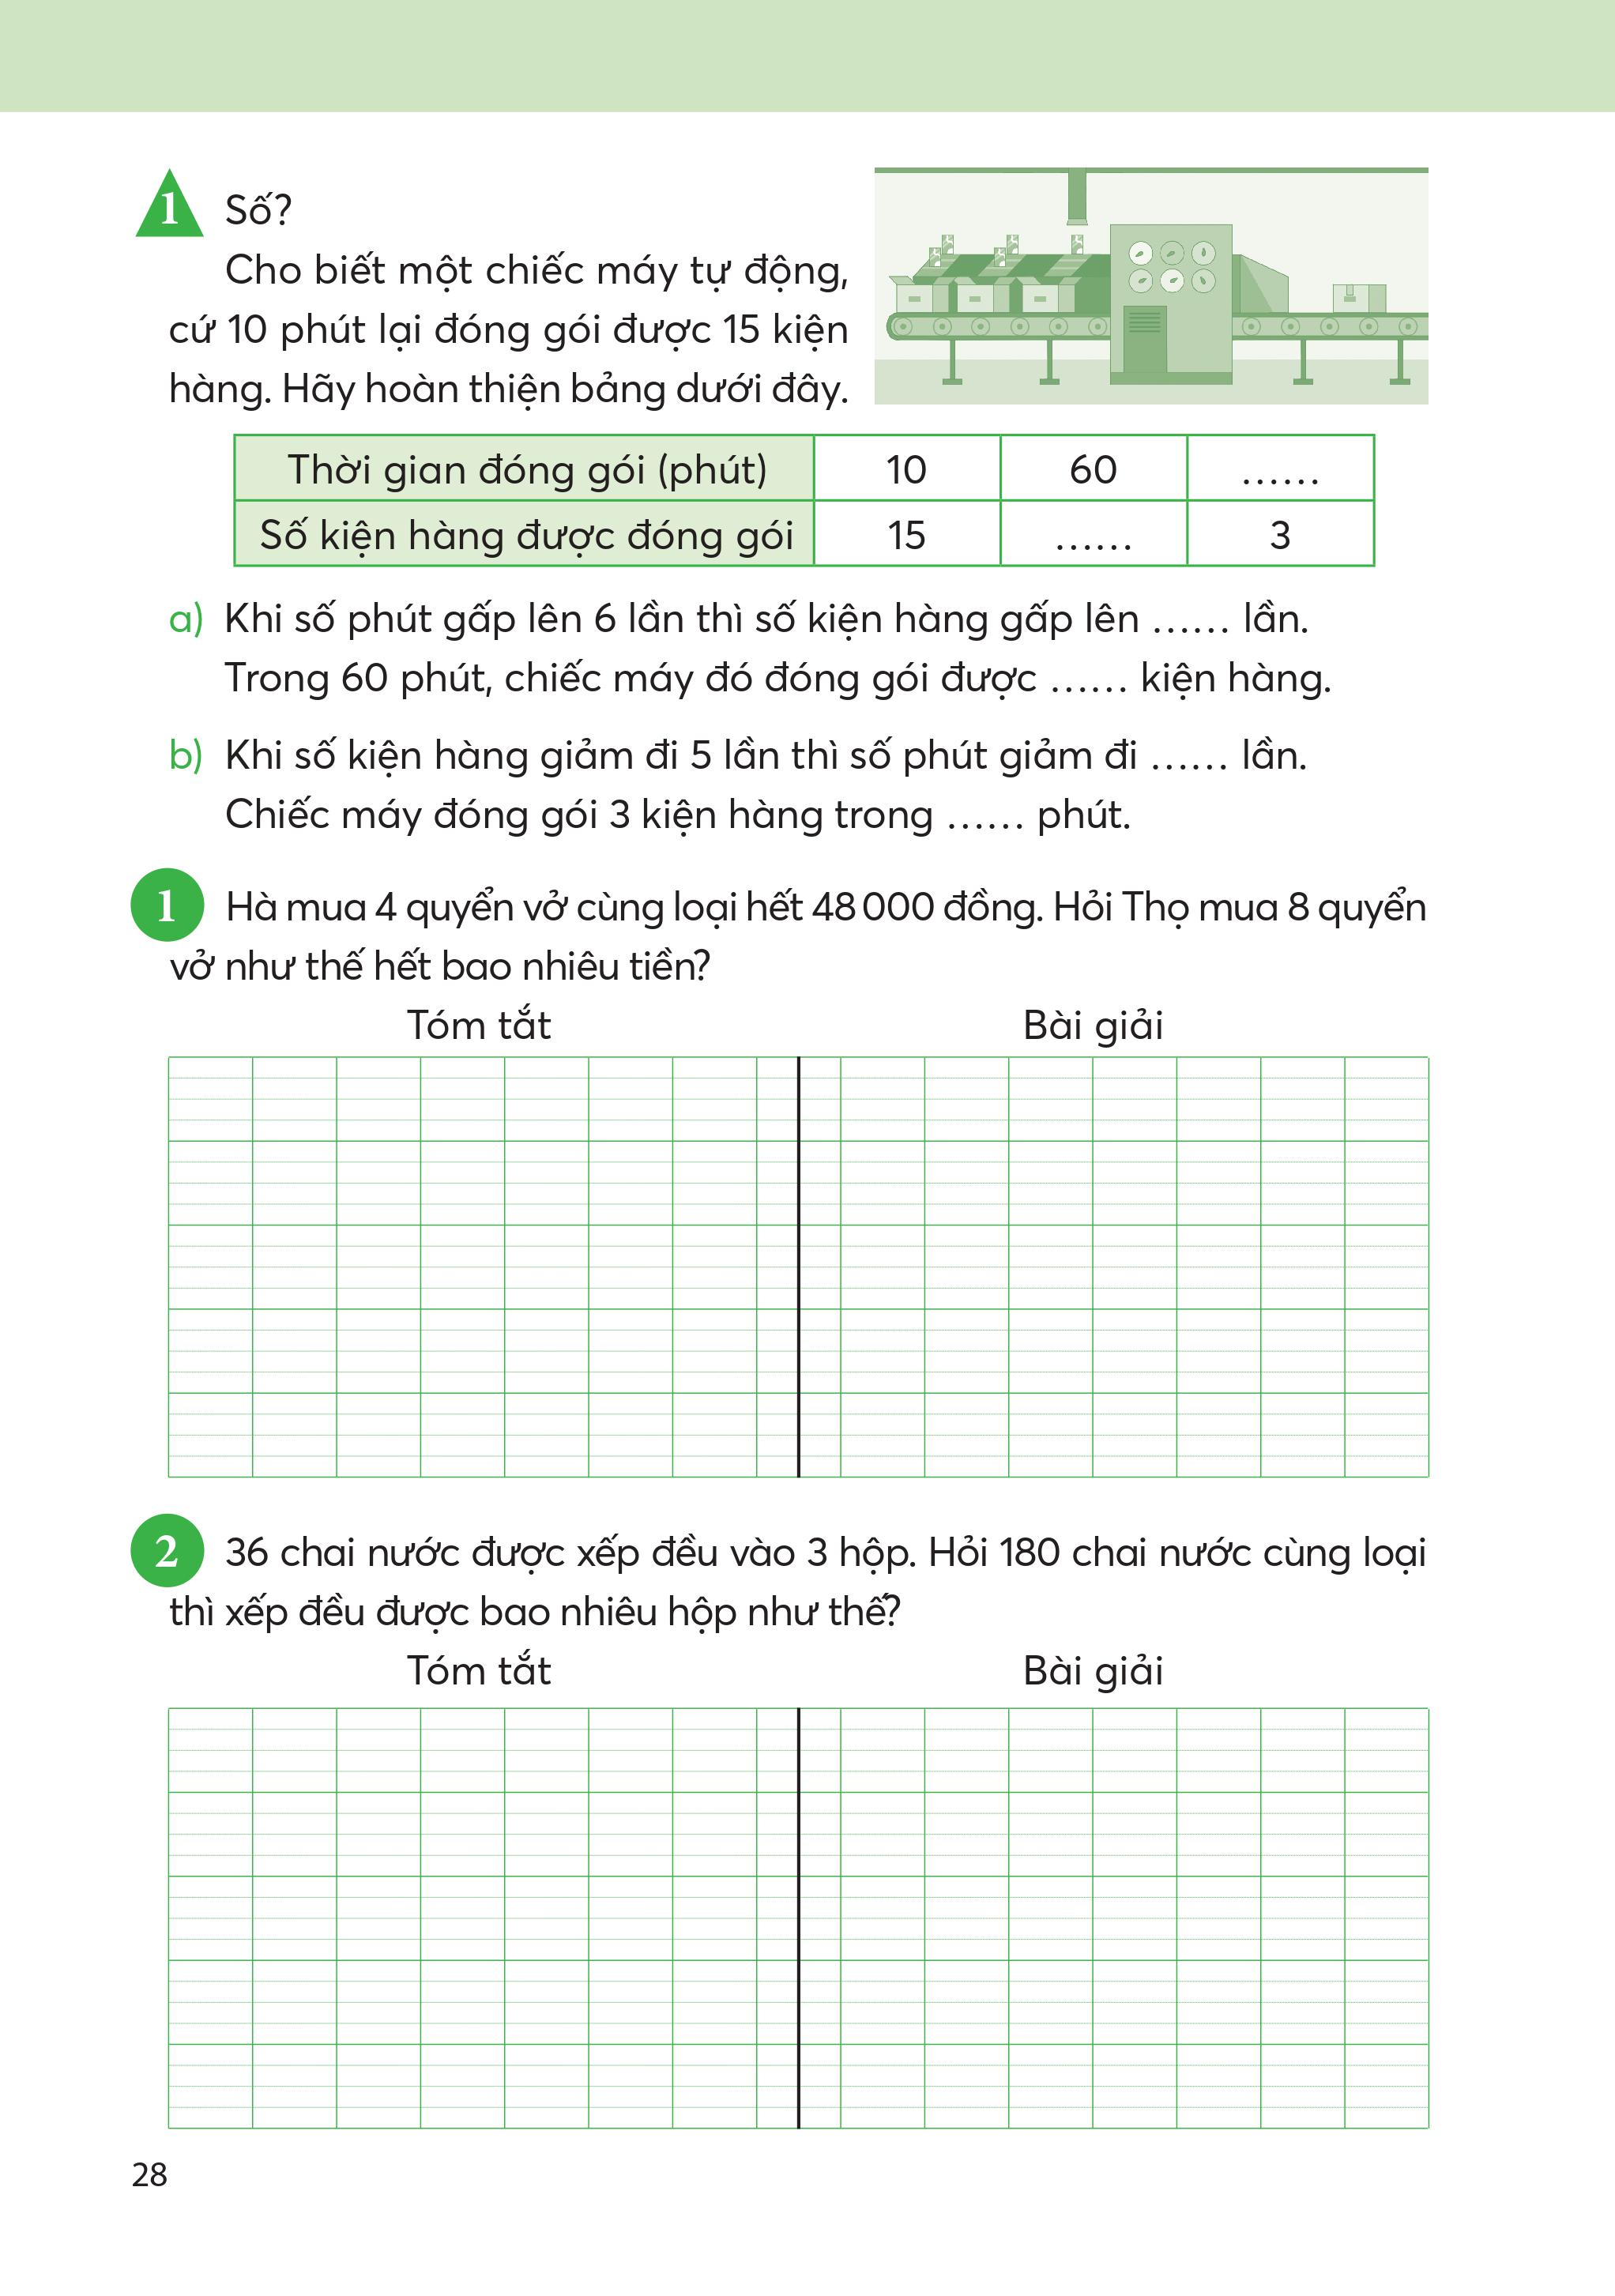 1 Số?
Cho biết một chiếc máy tự động,
cứ 10 phút lại đóng gói được 15 kiện
hàng. Hãy hoàn thiện bảng dưới đây.
Thời gian đóng gói (phút) 10 60 ......
Số kiện hàng được đóng gói 15 ...... 3
a) Khi số phút gấp lên 6 lần thì số kiện hàng gấp lên ...... lần.
Trong 60 phút, chiếc máy đó đóng gói được ...... kiện hàng.
b) Khi số kiện hàng giảm đi 5 lần thì số phút giảm đi ...... lần.
Chiếc máy đóng gói 3 kiện hàng trong ...... phút.
1 Hà mua 4 quyển vở cùng loại hết 48 000 đồng. Hỏi Thọ mua 8 quyển
vở như thế hết bao nhiêu tiền?
Tóm tắt Bài giải
2 36 chai nước được xếp đều vào 3 hộp. Hỏi 180 chai nước cùng loại
thì xếp đều được bao nhiêu hộp như thế?
Tóm tắt Bài giải
28